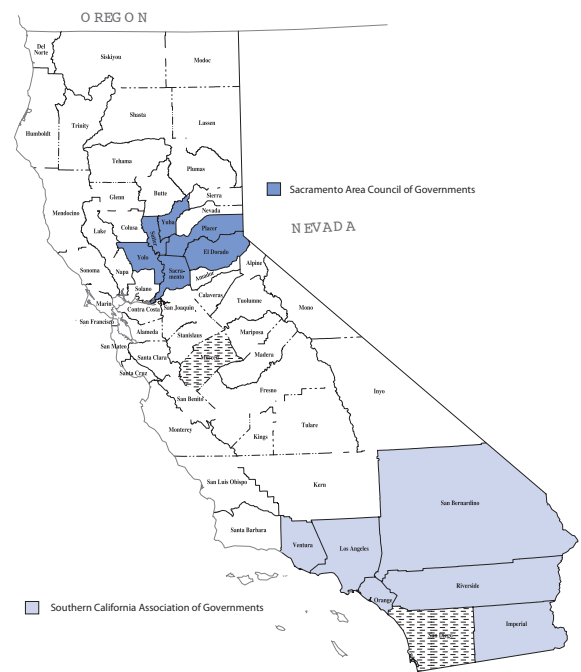 OREGON
Del
Norte
Siskiyou
Modoc
Humboldt
Trinity
Shasta
Lassen
Tehama
Plumas
Glenn
Butte
Sierra
Sacramento Area Council of Governments
Mendocino
Lake
Colusa
Yuba
Nevada
Placer
NEVADA
Sonoma
Napa
Yolo
El Dorado
Sacra-
mento
Solano
Amador
Alpine
Marin
Contra Costa
San Joaquin
Calaveras
Tuolumne
Mono
San Francisco
Alameda
Stanislaus
Mariposa
San Mateo
Santa Clara
Madera
Santa Cruz
San Benito
Fresno
Inyo
Monterey
Kings
Tulare
San Luis Obispo
Kern
San Bernardino
Santa Barbara
Ventura
Los Angeles
Orange
Riverside
Imperial
Southern California Association of Governments